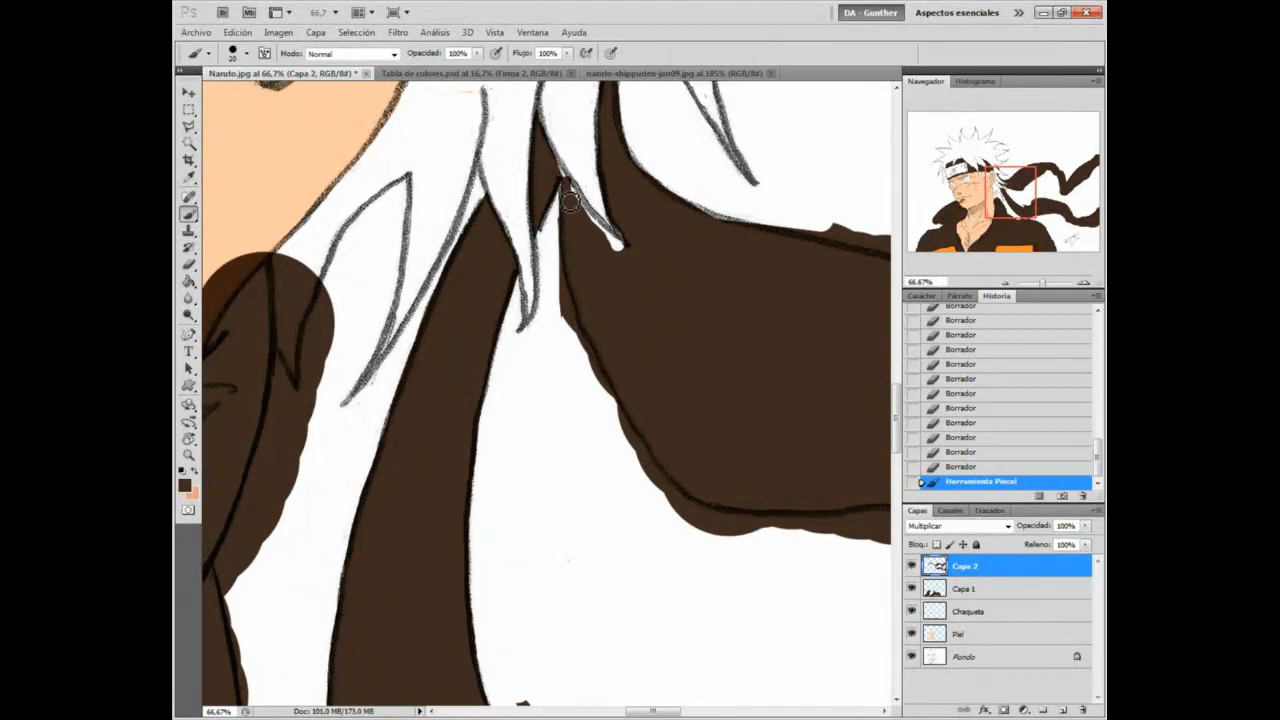 Ps Br Mb 66,7 DA - Gunther Aspectos esenciales
Archivo Edición Imagen Capa Selección Filtro Análisis 3D Vista Ventana Ayuda
20 Modo: Normal Opacidad: 100% Flujo: 100%
Naruto.jpg al 66,7% (Capa 2, RGB/8#) * Tabla de colores.psd al 16,7% (Firma 2, RGB/8#) naruto-shippuden-jan09.jpg al 185% (RGB/8#)
Navegador Histograma
66.67%
Carácter Párrafo Historia
Borrador
Borrador
Borrador
Borrador
Borrador
Borrador
Borrador
Borrador
Borrador
Borrador
Borrador
Borrador
Herramienta Pincel
Capas Canales Trazados
Multiplicar Opacidad: 100%
Bloq.: Relleno: 100%
Capa 2
Capa 1
Chaqueta
Piel
Fondo
66.67% Doc: 101,0 MB/173,0 MB